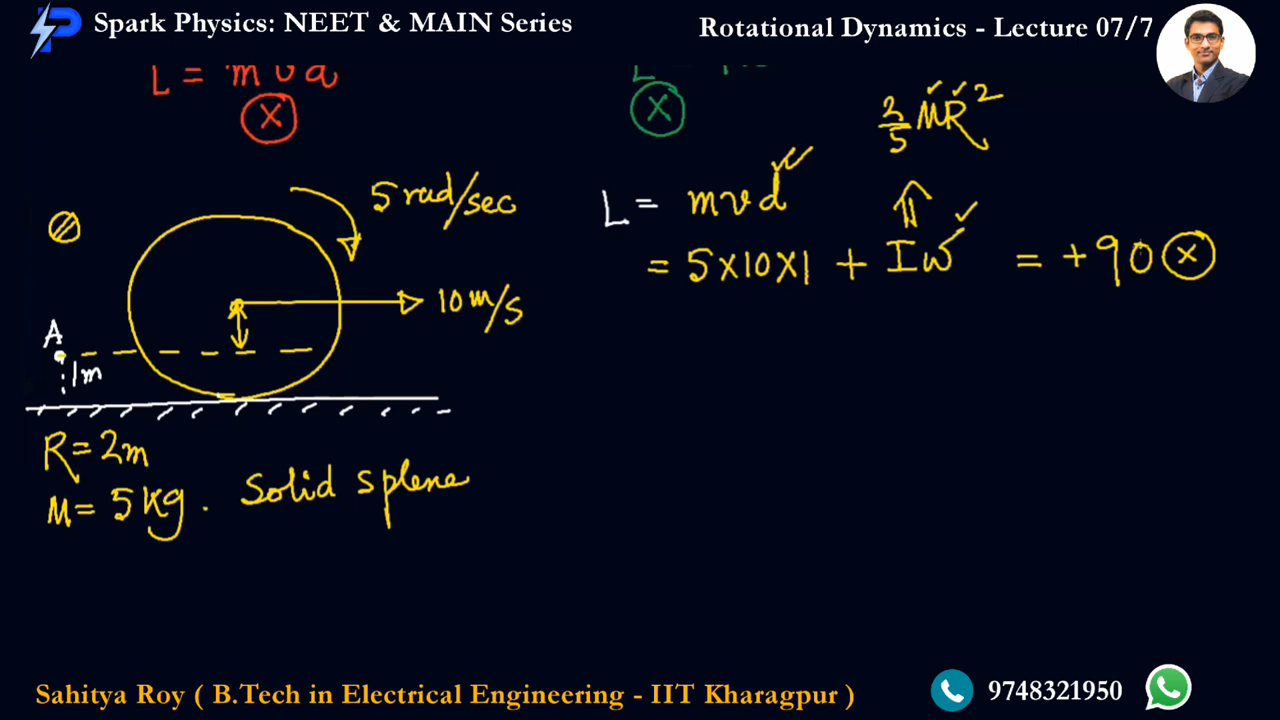 Spark Physics: NEET & MAIN Series
Rotational Dynamics - Lecture 07/7
L = m v d
ⓧ
ⓧ
2/5 MR²
5 rad/sec
L = mvd
= 5×10×1 + Iω = +90 ⓧ
10 m/s
A
1m
R = 2m
M = 5 kg. Solid splene
Sahitya Roy ( B.Tech in Electrical Engineering - IIT Kharagpur )
9748321950